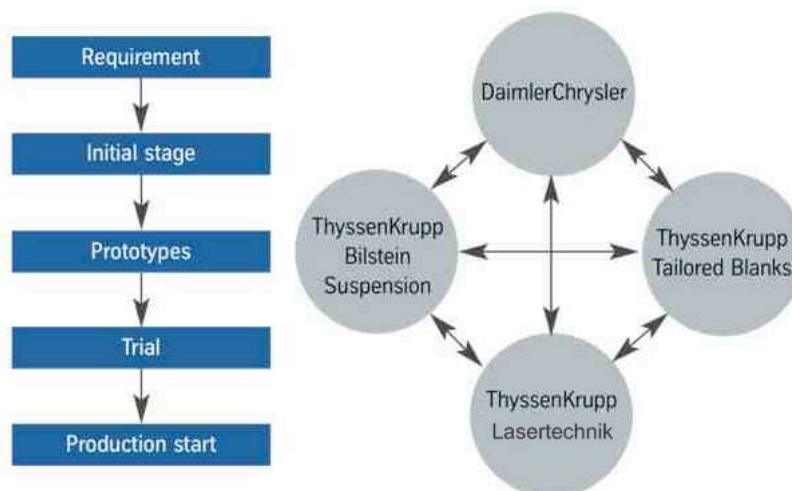 Requirement
Initial stage
Prototypes
Trial
Production start
DaimlerChrysler
ThyssenKrupp
Bilstein
Suspension
ThyssenKrupp
Tailored Blanks
ThyssenKrupp
Lasertechnik